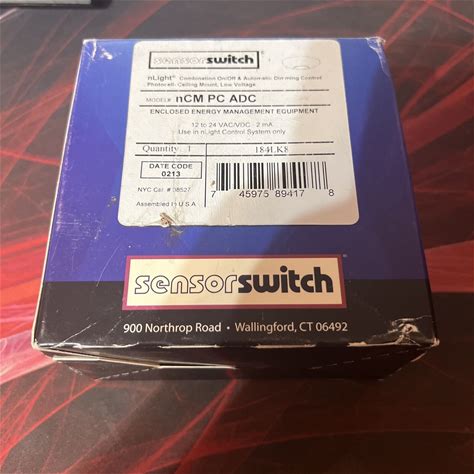 sensorswitch®
nLight® Combination On/Off & Automatic Dimming Control
Photocell: Ceiling Mount, Low Voltage
MODEL#: nCM PC ADC
ENCLOSED ENERGY MANAGEMENT EQUIPMENT
12 to 24 VAC/VDC - 2 mA
Use in nLight Control System only
Quantity: 1 184LK8
DATE CODE
0213
NYC Cal. # 38527
Assembled in U.S.A
7 45975 89417 8
sensorswitch
900 Northrop Road • Wallingford, CT 06492